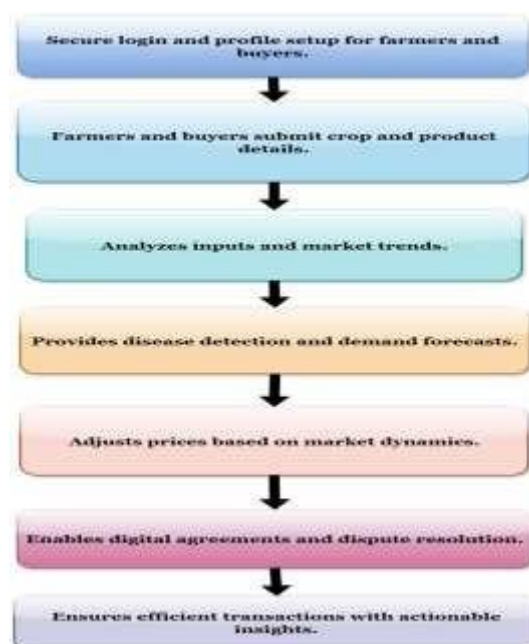 Secure login and profile setup for farmers and
buyers.
Farmers and buyers submit crop and product
details.
Analyzes inputs and market trends.
Provides disease detection and demand forecasts.
Adjusts prices based on market dynamics.
Enables digital agreements and dispute resolution.
Ensures efficient transactions with actionable
insights.